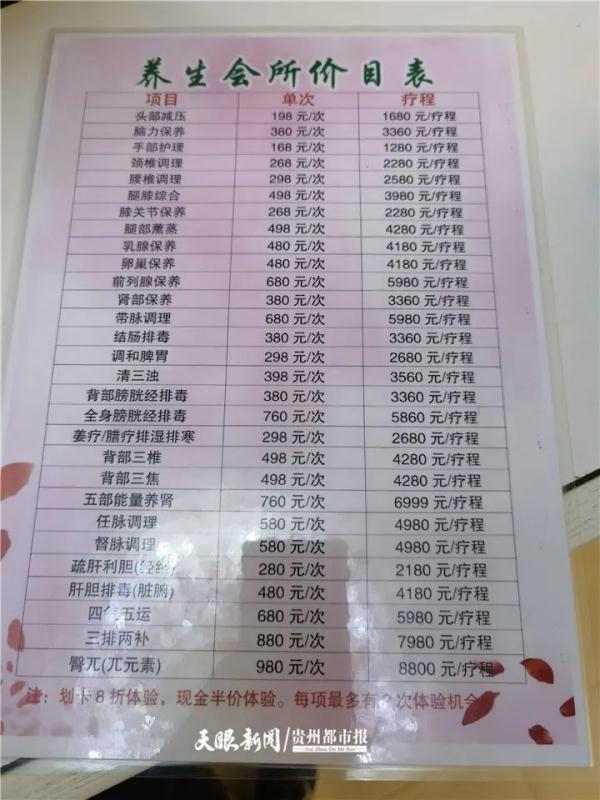 养生会所价目表
项目 单次 疗程
头部减压 198 元/次 1680 元/疗程
脑力保养 380 元/次 3360 元/疗程
手部护理 168 元/次 1280 元/疗程
颈椎调理 268 元/次 2280 元/疗程
腰椎调理 298 元/次 2580 元/疗程
腿膝综合 498 元/次 3980 元/疗程
膝关节保养 268 元/次 2280 元/疗程
腿部薰蒸 498 元/次 4280 元/疗程
乳腺保养 480 元/次 4180 元/疗程
卵巢保养 480 元/次 4180 元/疗程
前列腺保养 680 元/次 5980 元/疗程
肾部保养 380 元/次 3360 元/疗程
带脉调理 680 元/次 5980 元/疗程
结肠排毒 380 元/次 3360 元/疗程
调和脾胃 298 元/次 2680 元/疗程
清三浊 398 元/次 3560 元/疗程
背部膀胱经排毒 380 元/次 3360 元/疗程
全身膀胱经排毒 760 元/次 5860 元/疗程
姜疗/腊疗排湿排寒 298 元/次 2680 元/疗程
背部三椎 498 元/次 4280 元/疗程
背部三焦 498 元/次 4280 元/疗程
五部能量养肾 760 元/次 6999 元/疗程
任脉调理 580 元/次 4980 元/疗程
督脉调理 580 元/次 4980 元/疗程
疏肝利胆(经络) 280 元/次 2180 元/疗程
肝胆排毒(脏腑) 480 元/次 4180 元/疗程
四气五运 680 元/次 5980 元/疗程
三排两补 880 元/次 7980 元/疗程
臀兀(兀元素) 980 元/次 8800 元/疗程
注：划卡8折体验，现金半价体验。每项最多有 次体验机会
天眼新闻 贵州都市报
Gui Zhou Du Shi Bao